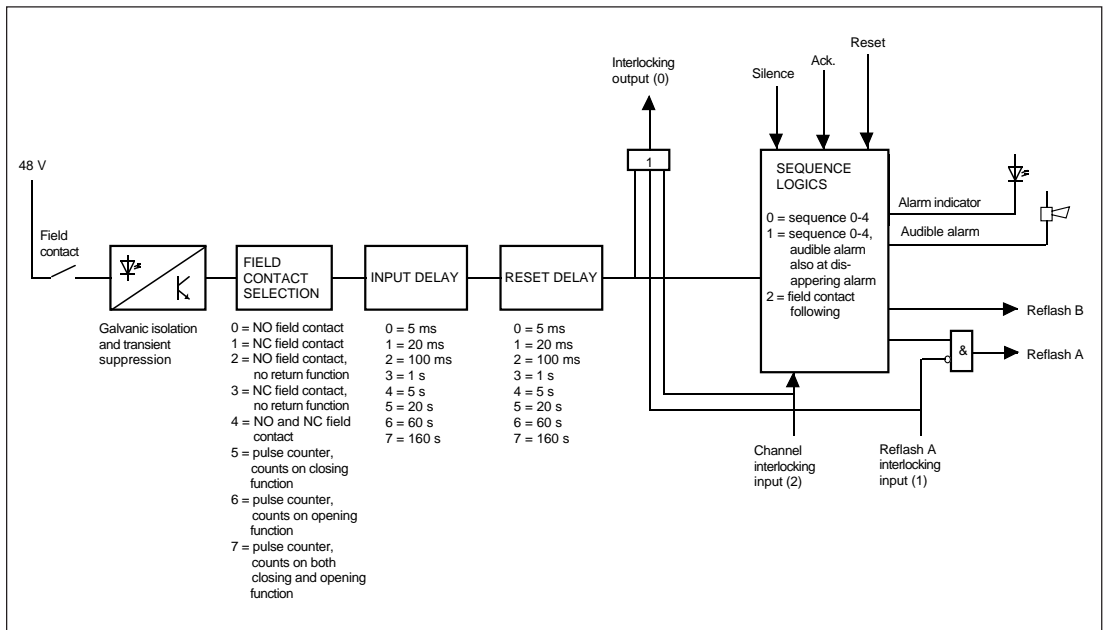 Reset
Ack.
Silence
Interlocking
output (0)
48 V
1
SEQUENCE
LOGICS
0 = sequence 0-4
1 = sequence 0-4,
audible alarm
also at dis-
appering alarm
2 = field contact
following
Alarm indicator
Audible alarm
Field
contact
FIELD
CONTACT
SELECTION
INPUT DELAY
RESET DELAY
Reflash B
&
Reflash A
Galvanic isolation
and transient
suppression
0 = NO field contact
1 = NC field contact
2 = NO field contact,
no return function
3 = NC field contact,
no return function
4 = NO and NC field
contact
5 = pulse counter,
counts on closing
function
6 = pulse counter,
counts on opening
function
7 = pulse counter,
counts on both
closing and opening
function
0 = 5 ms
1 = 20 ms
2 = 100 ms
3 = 1 s
4 = 5 s
5 = 20 s
6 = 60 s
7 = 160 s
0 = 5 ms
1 = 20 ms
2 = 100 ms
3 = 1 s
4 = 5 s
5 = 20 s
6 = 60 s
7 = 160 s
Channel
interlocking
input (2)
Reflash A
interlocking
input (1)